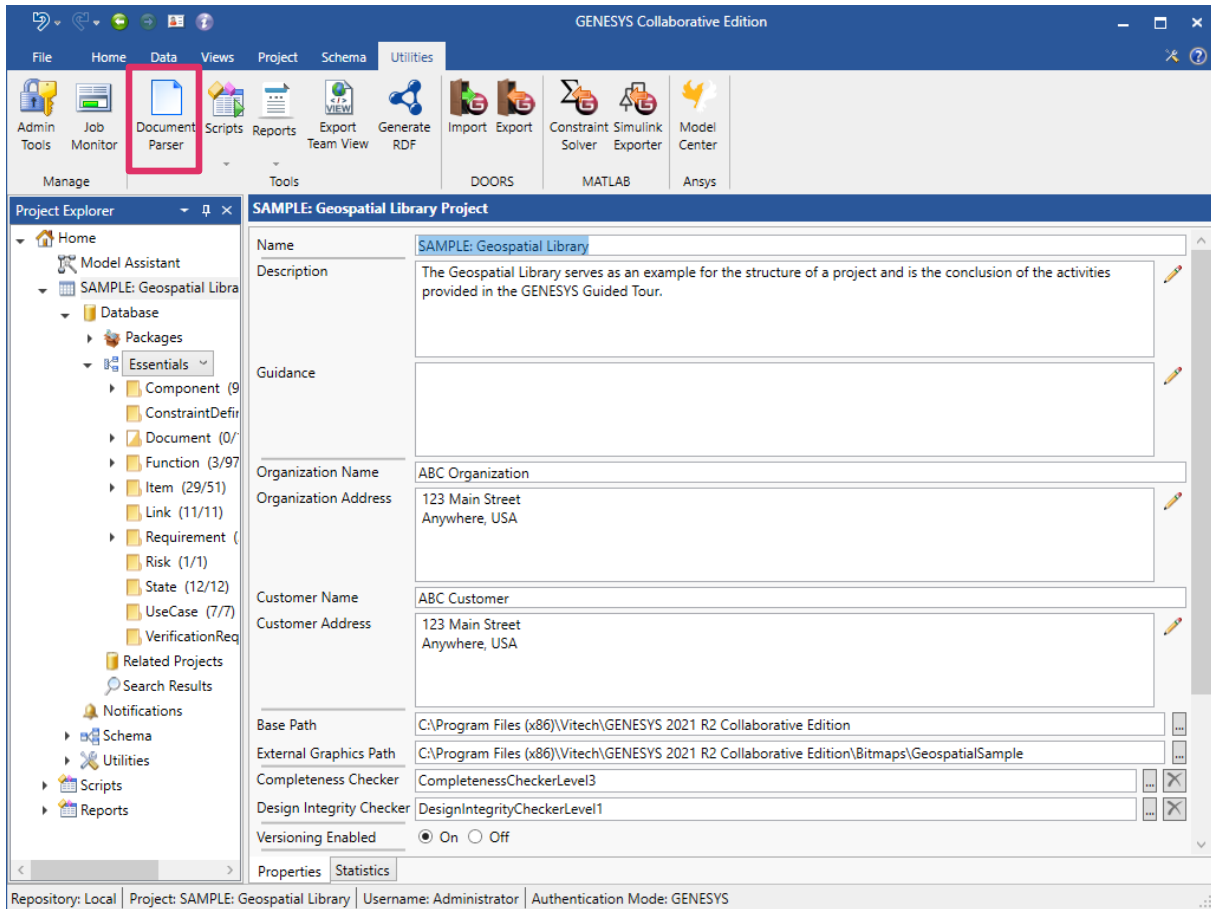 GENESYS Collaborative Edition
File Home Data Views Project Schema Utilities
Admin Tools
Job Monitor
Document Parser
Scripts
Reports
VIEW
Export Team View
Generate RDF
Import
Export
Constraint Solver
Simulink Exporter
Model Center
Manage Tools DOORS MATLAB Ansys
Project Explorer
Home
Model Assistant
SAMPLE: Geospatial Libra
Database
Packages
Essentials
Component (9
ConstraintDefin
Document (0/
Function (3/97
Item (29/51)
Link (11/11)
Requirement (
Risk (1/1)
State (12/12)
UseCase (7/7)
VerificationReq
Related Projects
Search Results
Notifications
Schema
Utilities
Scripts
Reports
SAMPLE: Geospatial Library Project
Name SAMPLE: Geospatial Library
Description The Geospatial Library serves as an example for the structure of a project and is the conclusion of the activities
provided in the GENESYS Guided Tour.
Guidance
Organization Name ABC Organization
Organization Address 123 Main Street
Anywhere, USA
Customer Name ABC Customer
Customer Address 123 Main Street
Anywhere, USA
Base Path C:\Program Files (x86)\Vitech\GENESYS 2021 R2 Collaborative Edition ...
External Graphics Path C:\Program Files (x86)\Vitech\GENESYS 2021 R2 Collaborative Edition\Bitmaps\GeospatialSample ...
Completeness Checker CompletenessCheckerLevel3 ...
Design Integrity Checker DesignIntegrityCheckerLevel1 ...
Versioning Enabled On Off
Properties Statistics
Repository: Local Project: SAMPLE: Geospatial Library Username: Administrator Authentication Mode: GENESYS